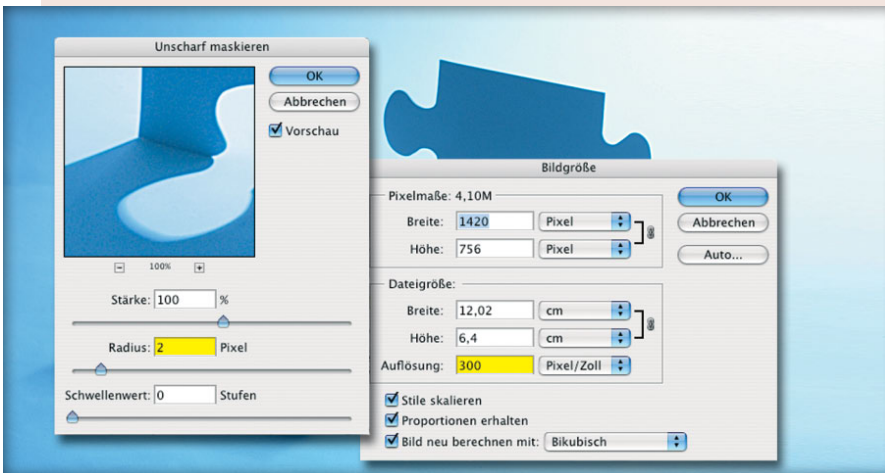 Unscharf maskieren
OK
Abbrechen
Vorschau
100%
Stärke: 100 %
Radius: 2 Pixel
Schwellenwert: 0 Stufen
Bildgröße
Pixelmaße: 4,10M
Breite: 1420 Pixel
Höhe: 756 Pixel
OK
Abbrechen
Auto...
Dateigröße:
Breite: 12,02 cm
Höhe: 6,4 cm
Auflösung: 300 Pixel/Zoll
Stile skalieren
Proportionen erhalten
Bild neu berechnen mit: Bikubisch